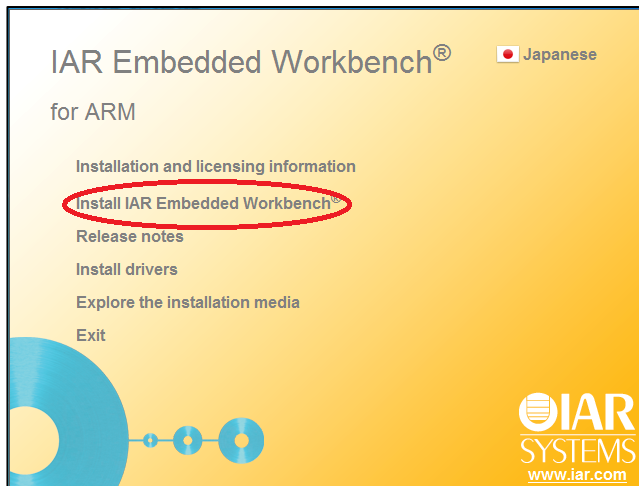 IAR Embedded Workbench®
Japanese
for ARM
Installation and licensing information
Install IAR Embedded Workbench®
Release notes
Install drivers
Explore the installation media
Exit
IAR
SYSTEMS
www.iar.com